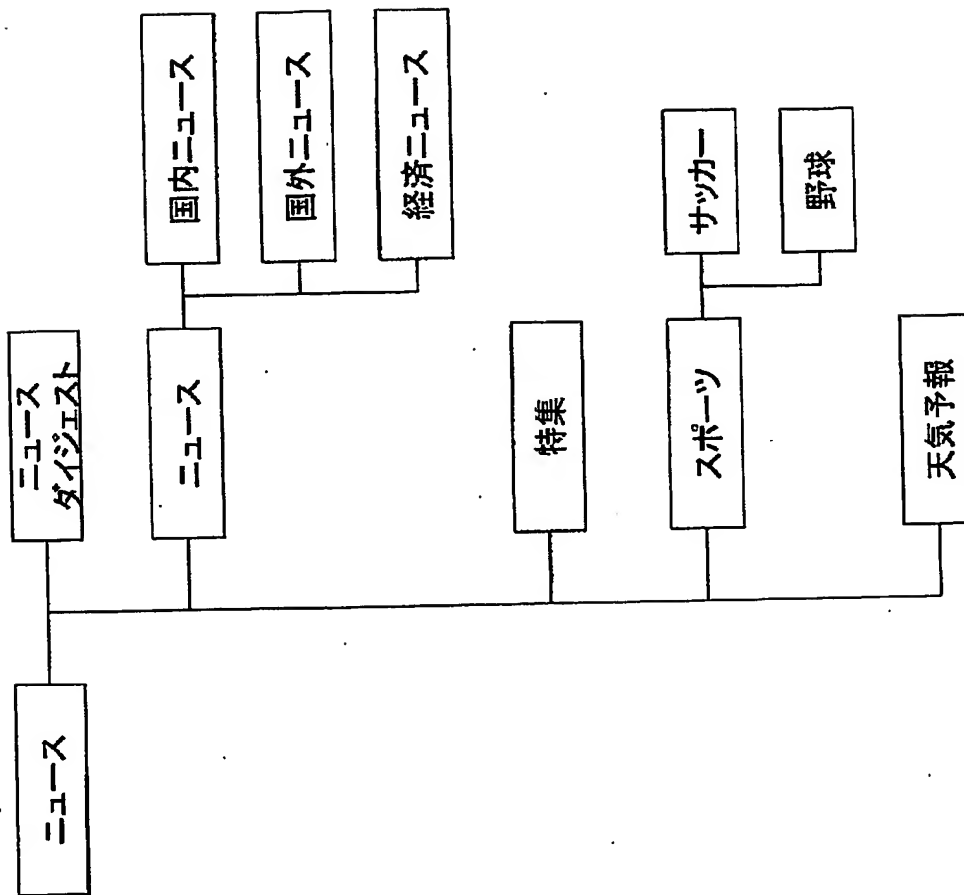 ニュース
ニュース
ダイジェスト
ニュース
国内ニュース
国外ニュース
経済ニュース
特集
スポーツ
サッカー
野球
天気予報